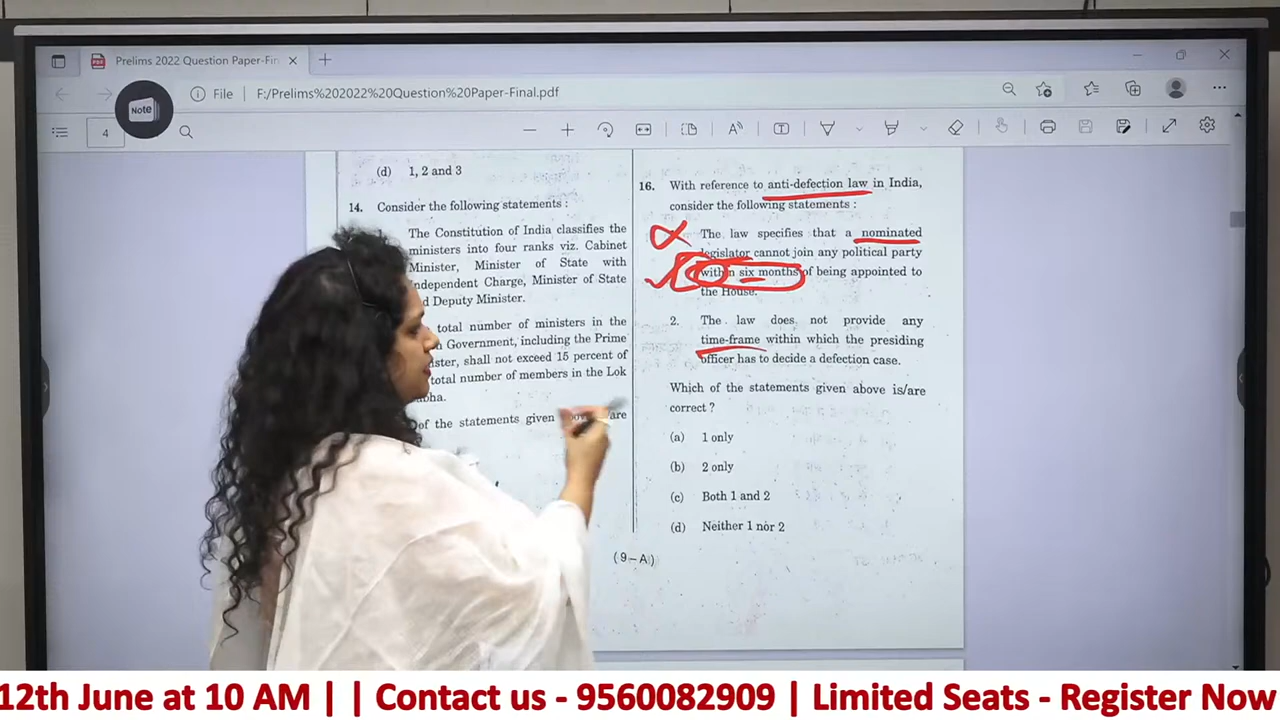 Prelims 2022 Question Paper-Fin
Note
File
F:/Prelims%202022%20Question%20Paper-Final.pdf
4
(d) 1, 2 and 3
14. Consider the following statements :
The Constitution of India classifies the
ministers into four ranks viz. Cabinet
Minister, Minister of State with
Independent Charge, Minister of State
Deputy Minister.
total number of ministers in the
Government, including the Prime
shall not exceed 15 percent of
total number of members in the Lok
of the statements given
16. With reference to anti-defection law in India,
consider the following statements :
The law specifies that a nominated
legislator cannot join any political party
within six months of being appointed to
the House.
2. The law does not provide any
time-frame within which the presiding
officer has to decide a defection case.
Which of the statements given above is/are
correct ?
(a) 1 only
(b) 2 only
(c) Both 1 and 2
(d) Neither 1 nor 2
(9–A)
12th June at 10 AM | | Contact us - 9560082909 | Limited Seats - Register Now